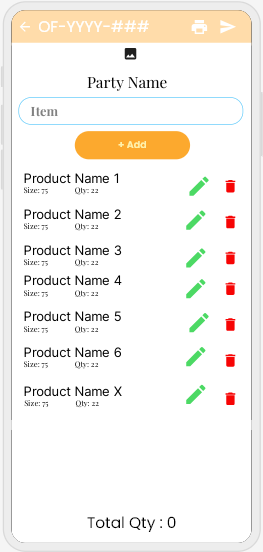 OF-YYYY-###
Party Name
Item
+ Add
Product Name 1
Size: 75 Qty: 22
Product Name 2
Size: 75 Qty: 22
Product Name 3
Size: 75 Qty: 22
Product Name 4
Size: 75 Qty: 22
Product Name 5
Size: 75 Qty: 22
Product Name 6
Size: 75 Qty: 22
Product Name X
Size: 75 Qty: 22
Total Qty : 0